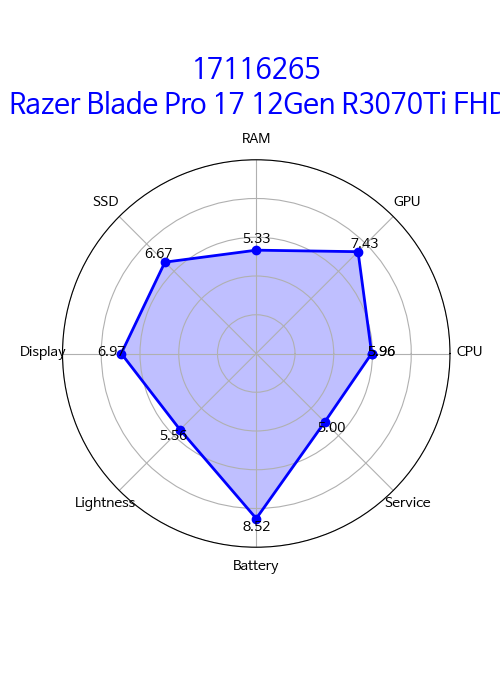 17116265
Razer Blade Pro 17 12Gen R3070Ti FHD
RAM
SSD
GPU
5.33
7.43
6.67
Display
6.97
5.96
CPU
5.56
5.00
Lightness
Service
8.52
Battery